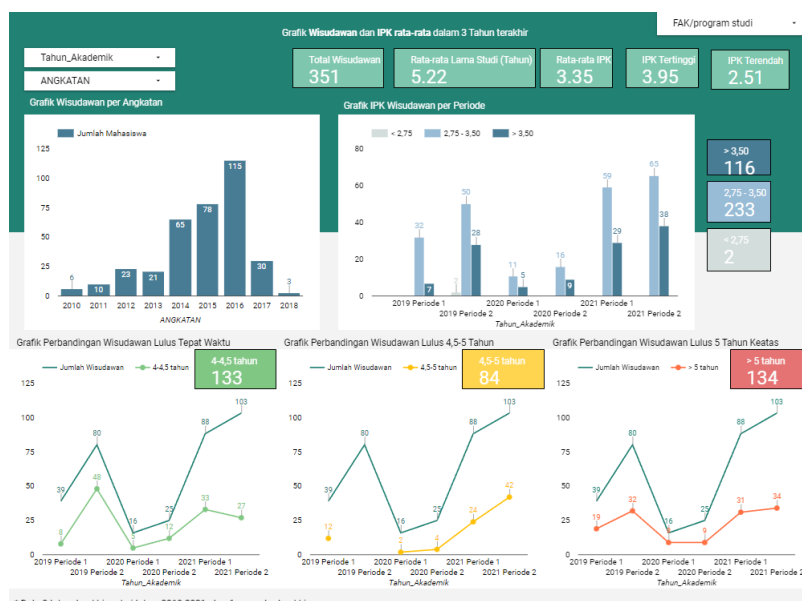 FAK/program studi
Grafik Wisudawan dan IPK rata-rata dalam 3 Tahun terakhir
Tahun_Akademik
ANGKATAN
Total Wisudawan
351
Rata-rata Lama Studi (Tahun)
5.22
Rata-rata IPK
3.35
IPK Tertinggi
3.95
IPK Terendah
2.51
Grafik Wisudawan per Angkatan
Jumlah Mahasiswa
125
100
75
50
25
0
6
10
23
21
65
78
115
30
3
2010 2011 2012 2013 2014 2015 2016 2017 2018
ANGKATAN
Grafik IPK Wisudawan per Periode
< 2,75 2,75 - 3,50 > 3,50
80
60
40
20
0
32
7
2
50
28
11
5
16
9
59
29
65
38
2019 Periode 1 2020 Periode 1 2021 Periode 1
2019 Periode 2 2020 Periode 2 2021 Periode 2
Tahun_Akademik
> 3,50
116
2,75 - 3,50
233
< 2,75
2
Grafik Perbandingan Wisudawan Lulus Tepat Waktu
Jumlah Wisudawan 4-4,5 tahun
4-4,5 tahun
133
125
100
75
50
25
0
39
80
16
25
88
103
8
48
5
12
33
27
2019 Periode 1 2020 Periode 1 2021 Periode 1
2019 Periode 2 2020 Periode 2 2021 Periode 2
Tahun_Akademik
Grafik Perbandingan Wisudawan Lulus 4,5-5 Tahun
Jumlah Wisudawan 4,5-5 tahun
4,5-5 tahun
84
125
100
75
50
25
0
39
80
16
25
88
103
12
2
4
24
42
2019 Periode 1 2020 Periode 1 2021 Periode 1
2019 Periode 2 2020 Periode 2 2021 Periode 2
Tahun_Akademik
Grafik Perbandingan Wisudawan Lulus 5 Tahun Keatas
Jumlah Wisudawan > 5 tahun
> 5 tahun
134
125
100
75
50
25
0
39
80
16
25
88
103
19
32
9
31
34
2019 Periode 1 2020 Periode 1 2021 Periode 1
2019 Periode 2 2020 Periode 2 2021 Periode 2
Tahun_Akademik